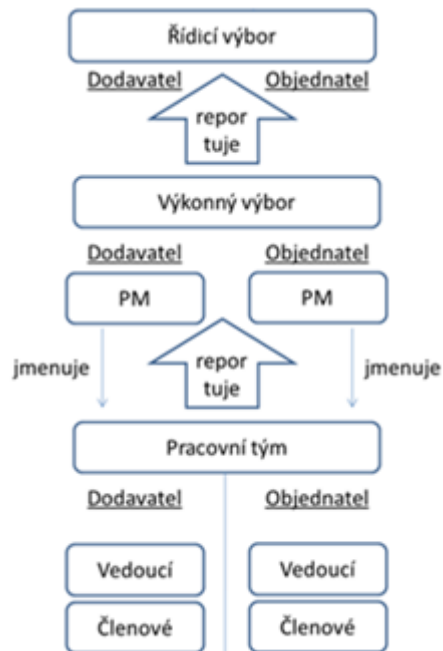 Řídicí výbor
Dodavatel Objednatel
repor
tuje
Výkonný výbor
Dodavatel Objednatel
PM PM
jmenuje repor jmenuje
tuje
Pracovní tým
Dodavatel Objednatel
Vedoucí Vedoucí
Členové Členové